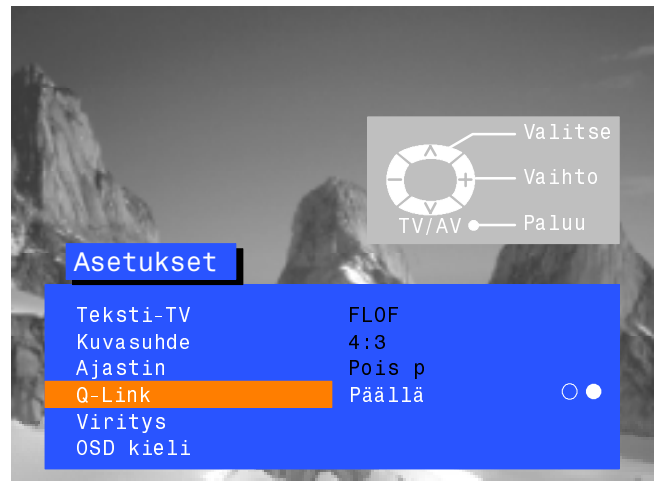 Valitse
Vaihto
TV/AV Paluu
Asetukset
Teksti-TV FLOF
Kuvasuhde 4:3
Ajastin Pois p
Q-Link Päällä
Viritys
OSD kieli